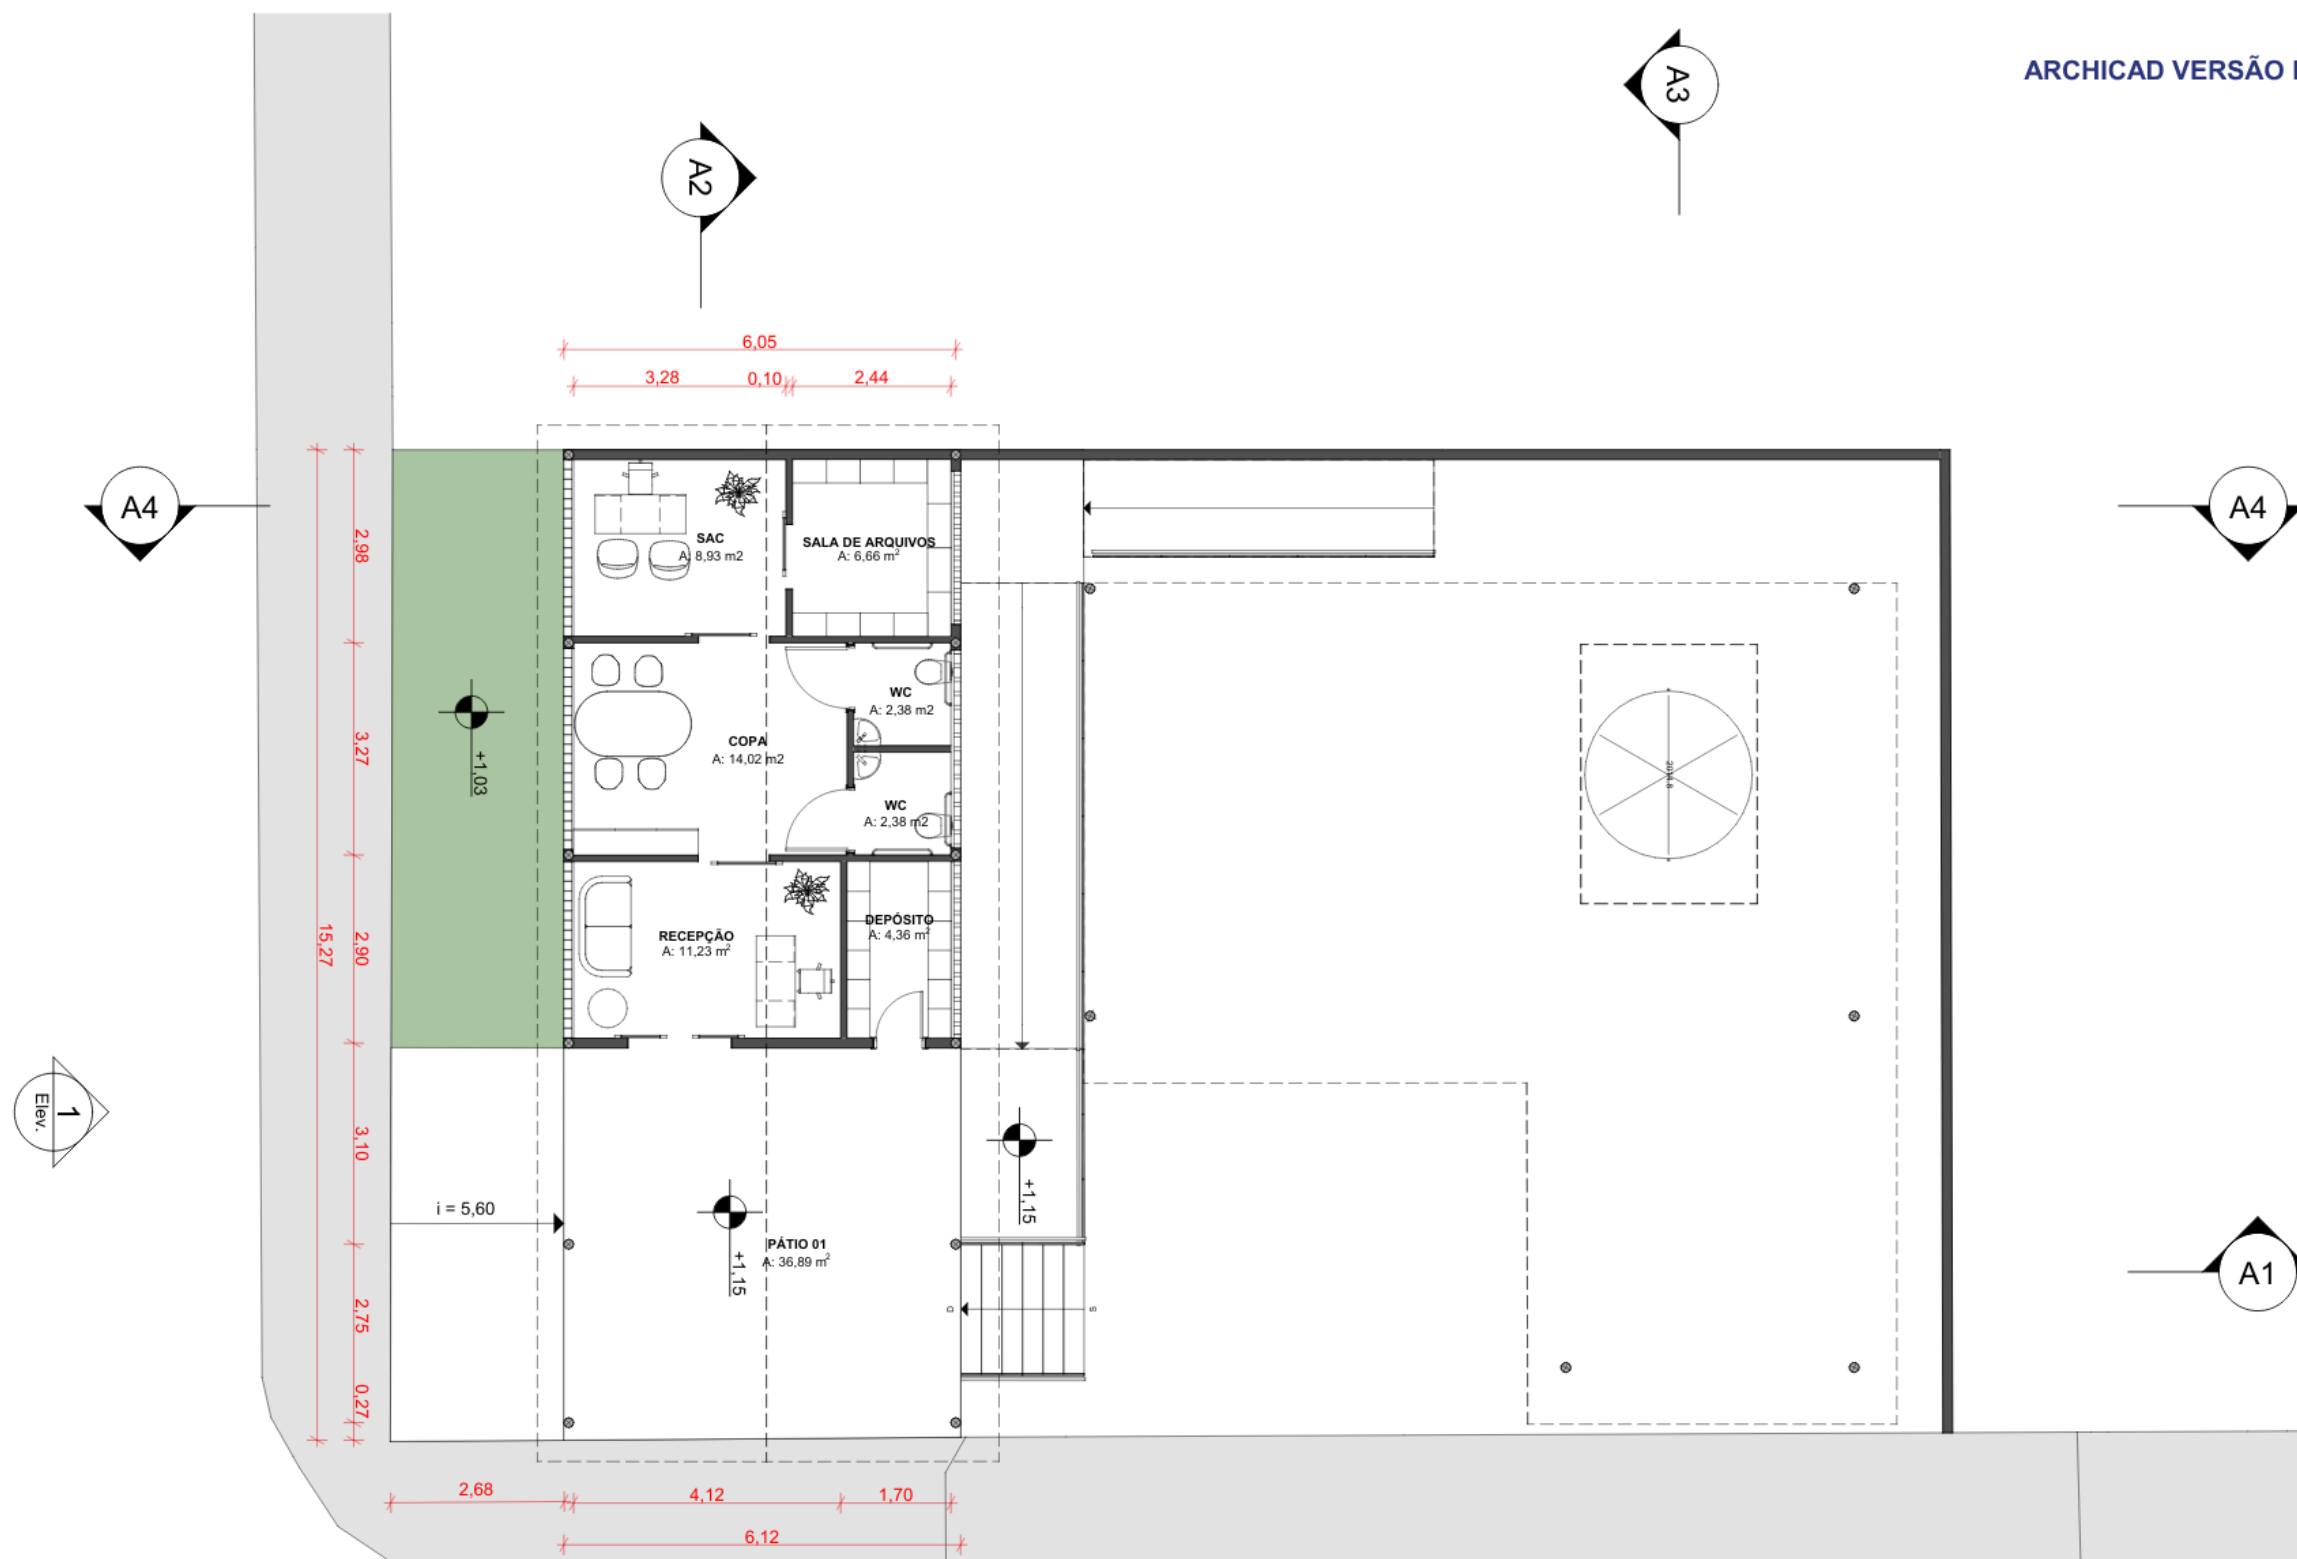 ARCHICAD VERSÃO
A3
A2
6,05
3,28
0,10
2,44
A4
A4
2,98
SAC
A: 8,93 m2
SALA DE ARQUIVOS
A: 6,66 m²
WC
A: 2,38 m2
+1,03
3,27
COPA
A: 14,02 m2
WC
A: 2,38 m2
15,27
2,90
RECEPÇÃO
A: 11,23 m²
DEPÓSITO
A: 4,36 m²
1
Elev.
3,10
+1,15
i = 5,60
PÁTIO 01
A: 36,89 m²
+1,15
A1
2,75
D
S
0,27
2,68
4,12
1,70
6,12